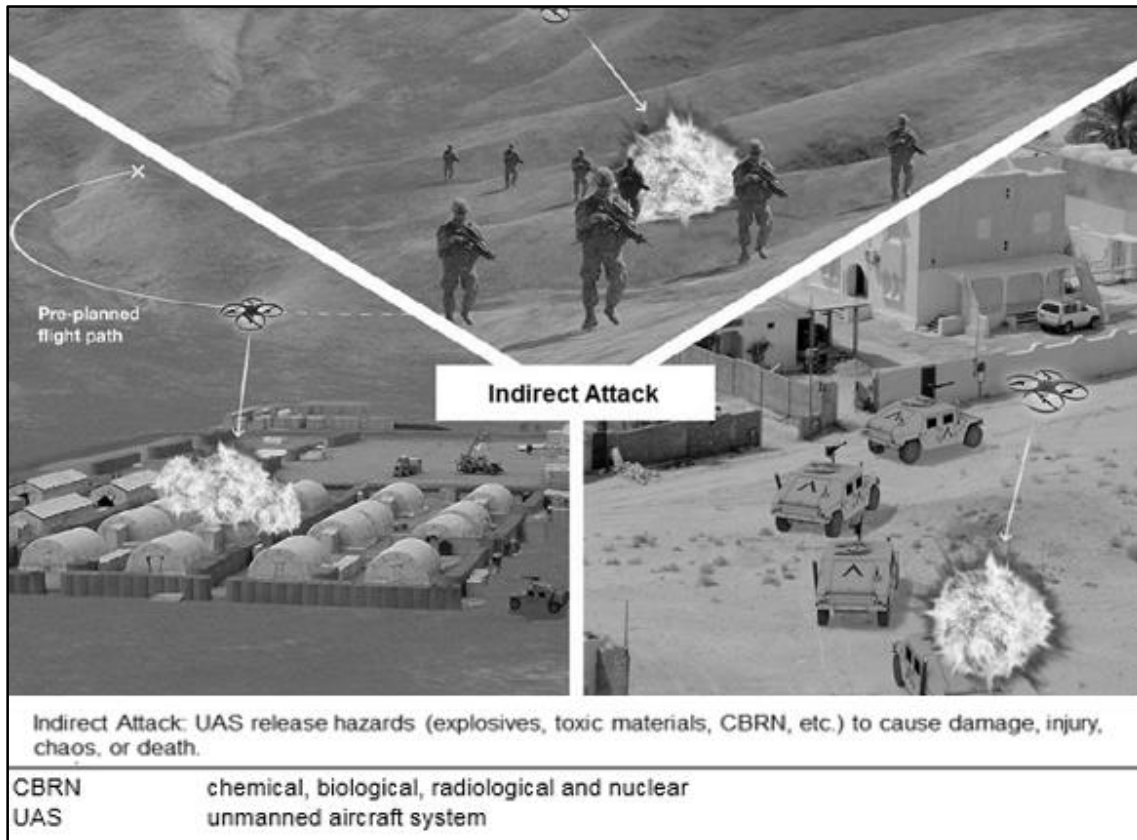 Pre-planned
flight path
Indirect Attack
Indirect Attack: UAS release hazards (explosives, toxic materials, CBRN, etc.) to cause damage, injury,
chaos, or death.
CBRN chemical, biological, radiological and nuclear
UAS unmanned aircraft system